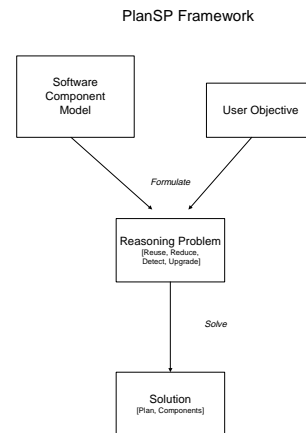 PlanSP Framework
Software
Component
Model
User Objective
Formulate
Reasoning Problem
[Reuse, Reduce,
Detect, Upgrade]
Solve
Solution
[Plan, Components]